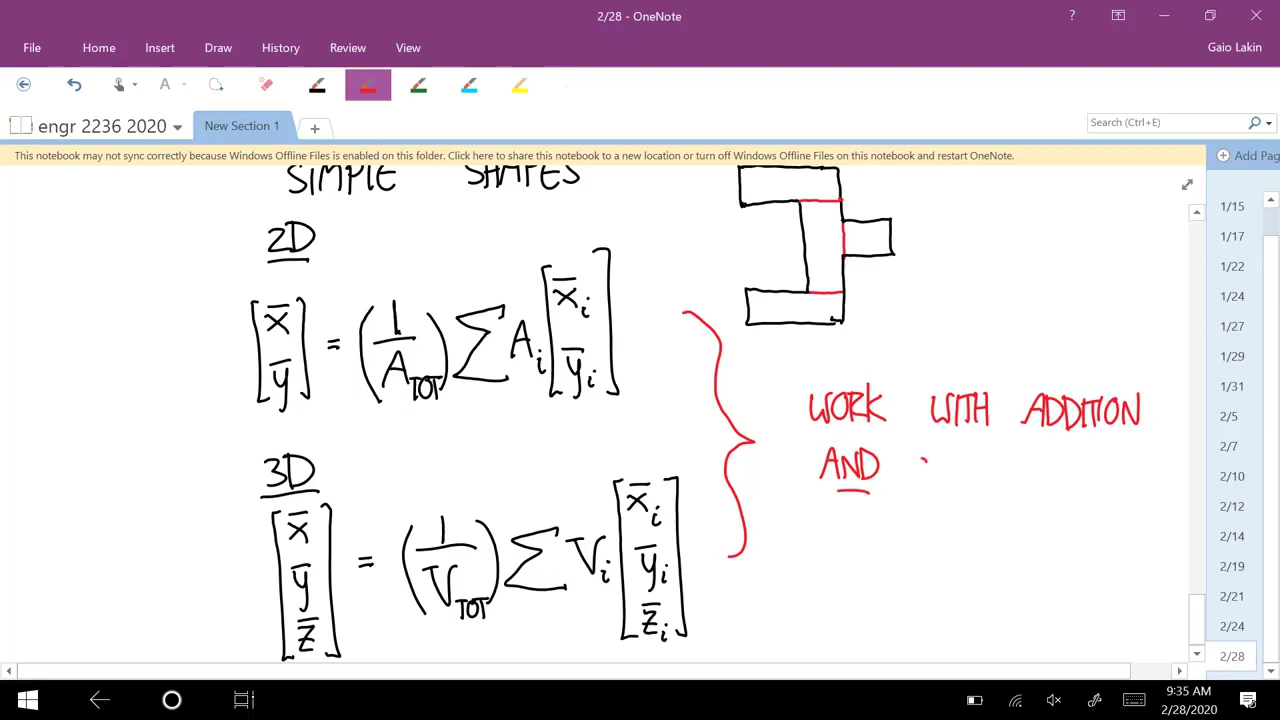 2/28 - OneNote
?
File Home Insert Draw History Review View
Gaio Lakin
A
engr 2236 2020
New Section 1
+
Search (Ctrl+E)
This notebook may not sync correctly because Windows Offline Files is enabled on this folder. Click here to share this notebook to a new location or turn off Windows Offline Files on this notebook and restart OneNote.
Add Pag
SIMPLE SHAPES
2D
[x̄ ȳ] = (1/A_TOT) ∑ A_i [x̄_i ȳ_i]
WORK WITH ADDITION
AND
3D
[x̄ ȳ z̄] = (1/V_TOT) ∑ V_i [x̄_i ȳ_i z̄_i]
1/15
1/17
1/22
1/24
1/27
1/29
1/31
2/5
2/7
2/10
2/12
2/14
2/19
2/21
2/24
2/28
9:35 AM
2/28/2020